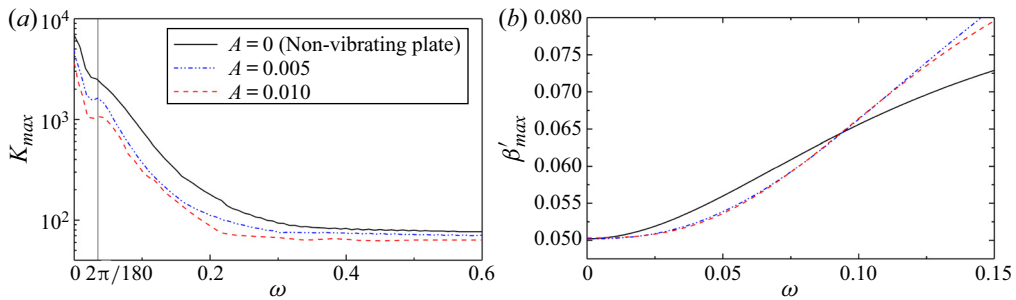 (a)
10⁴
10³
10²
K_max
A = 0 (Non-vibrating plate)
A = 0.005
A = 0.010
0 2π/180 0.2 0.4 0.6
ω
(b)
0.080
0.075
0.070
0.065
0.060
0.055
0.050
β′_max
0 0.05 0.10 0.15
ω